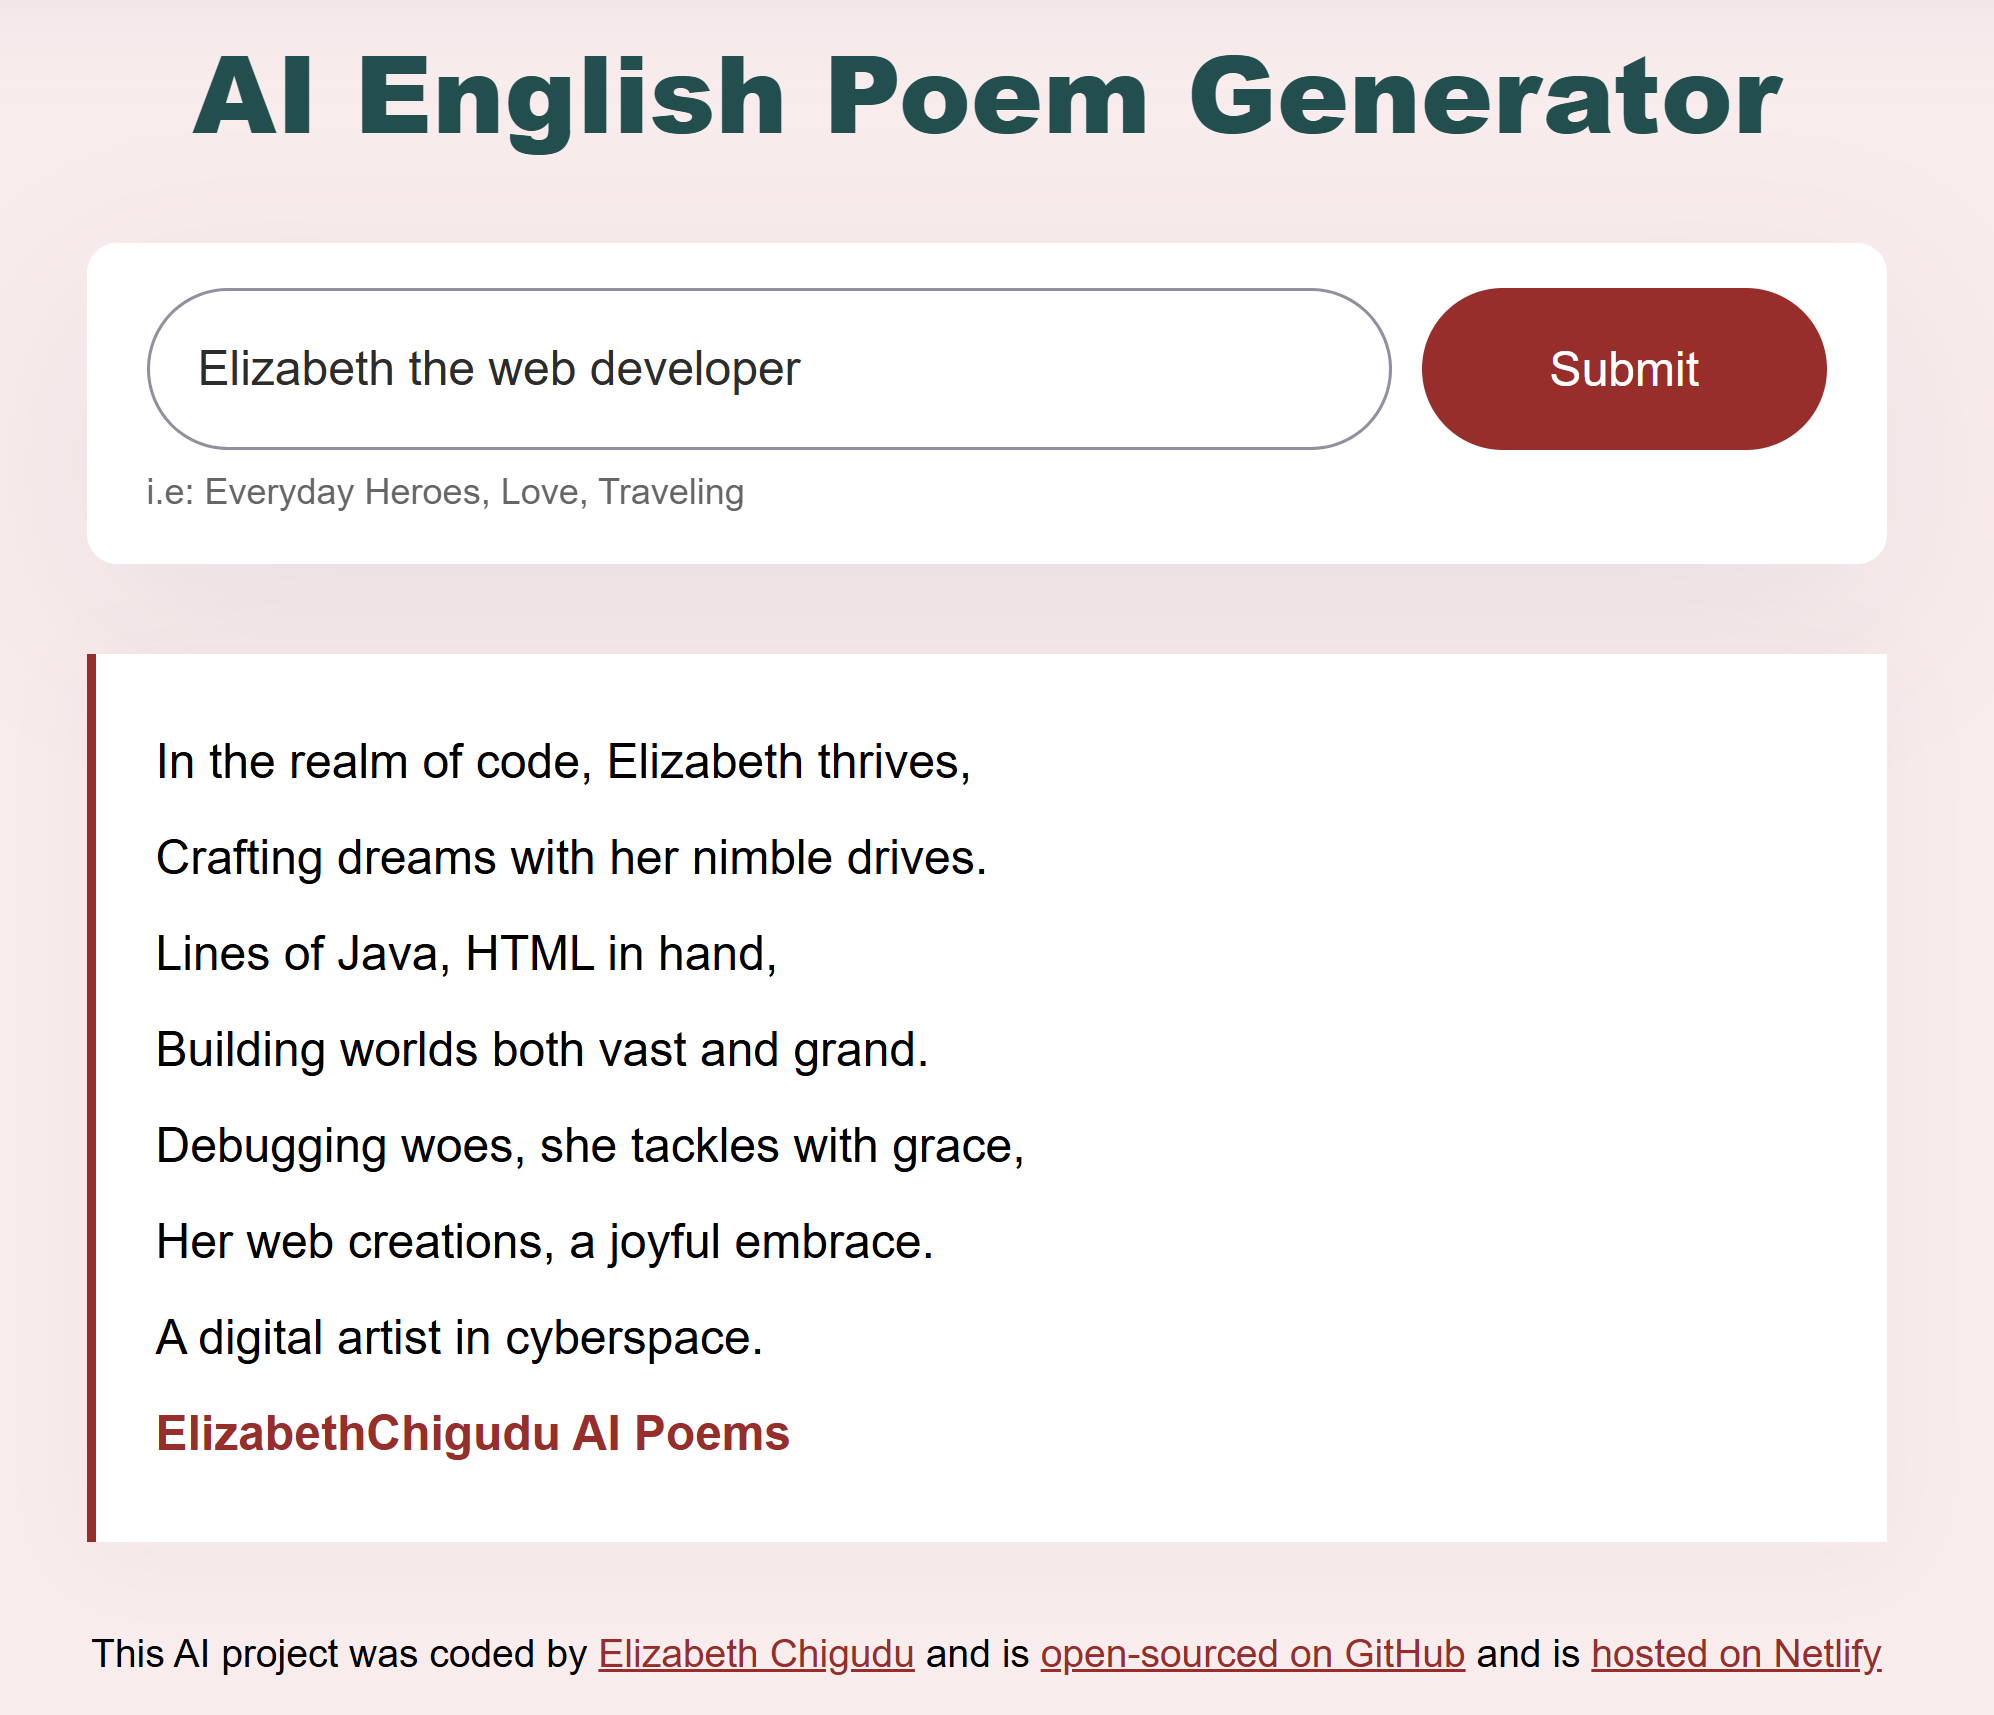 AI English Poem Generator
Elizabeth the web developer
Submit
i.e: Everyday Heroes, Love, Traveling
In the realm of code, Elizabeth thrives,
Crafting dreams with her nimble drives.
Lines of Java, HTML in hand,
Building worlds both vast and grand.
Debugging woes, she tackles with grace,
Her web creations, a joyful embrace.
A digital artist in cyberspace.
ElizabethChigudu AI Poems
This AI project was coded by Elizabeth Chigudu and is open-sourced on GitHub and is hosted on Netlify